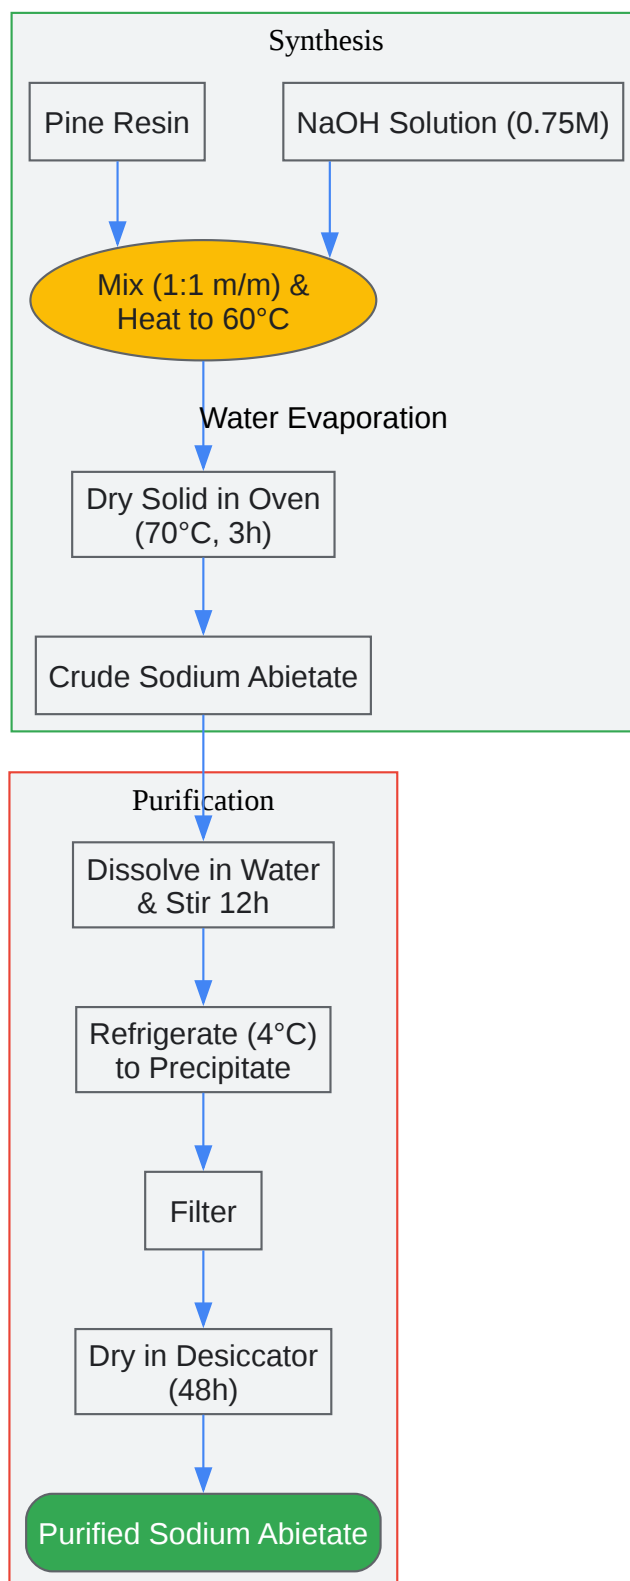 Synthesis
Pine Resin
NaOH Solution (0.75M)
Mix (1:1 m/m) &
Heat to 60°C
Water Evaporation
Dry Solid in Oven
(70°C, 3h)
Crude Sodium Abietate
Purification
Dissolve in Water
& Stir 12h
Refrigerate (4°C)
to Precipitate
Filter
Dry in Desiccator
(48h)
Purified Sodium Abietate